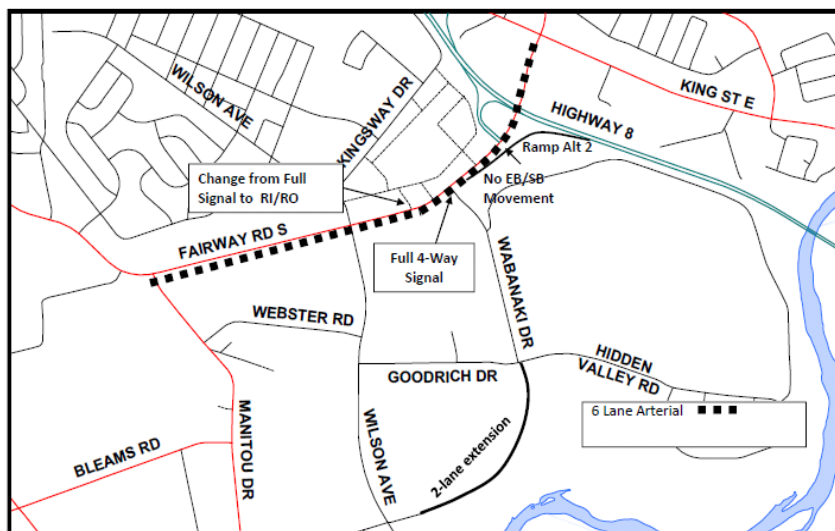 WILSON AVE
KINGSWAY DR
KING ST E
HIGHWAY 8
Ramp Alt 2
Change from Full
Signal to RI/RO
No EB/SB
Movement
FAIRWAY RD S
Full 4-Way
Signal
WABANAKI DR
WEBSTER RD
HIDDEN
VALLEY RD
GOODRICH DR
6 Lane Arterial
MANITOU DR
WILSON AVE
BLEAMS RD
2-lane extension